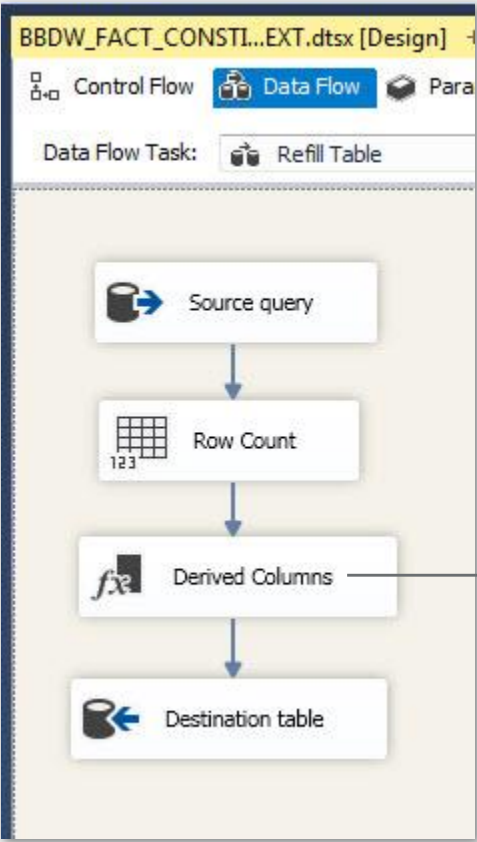 BBDW_FACT_CONSTI...EXT.dtsx [Design]
Control Flow Data Flow Para
Data Flow Task: Refill Table
Source query
Row Count
123
fx
Derived Columns
Destination table